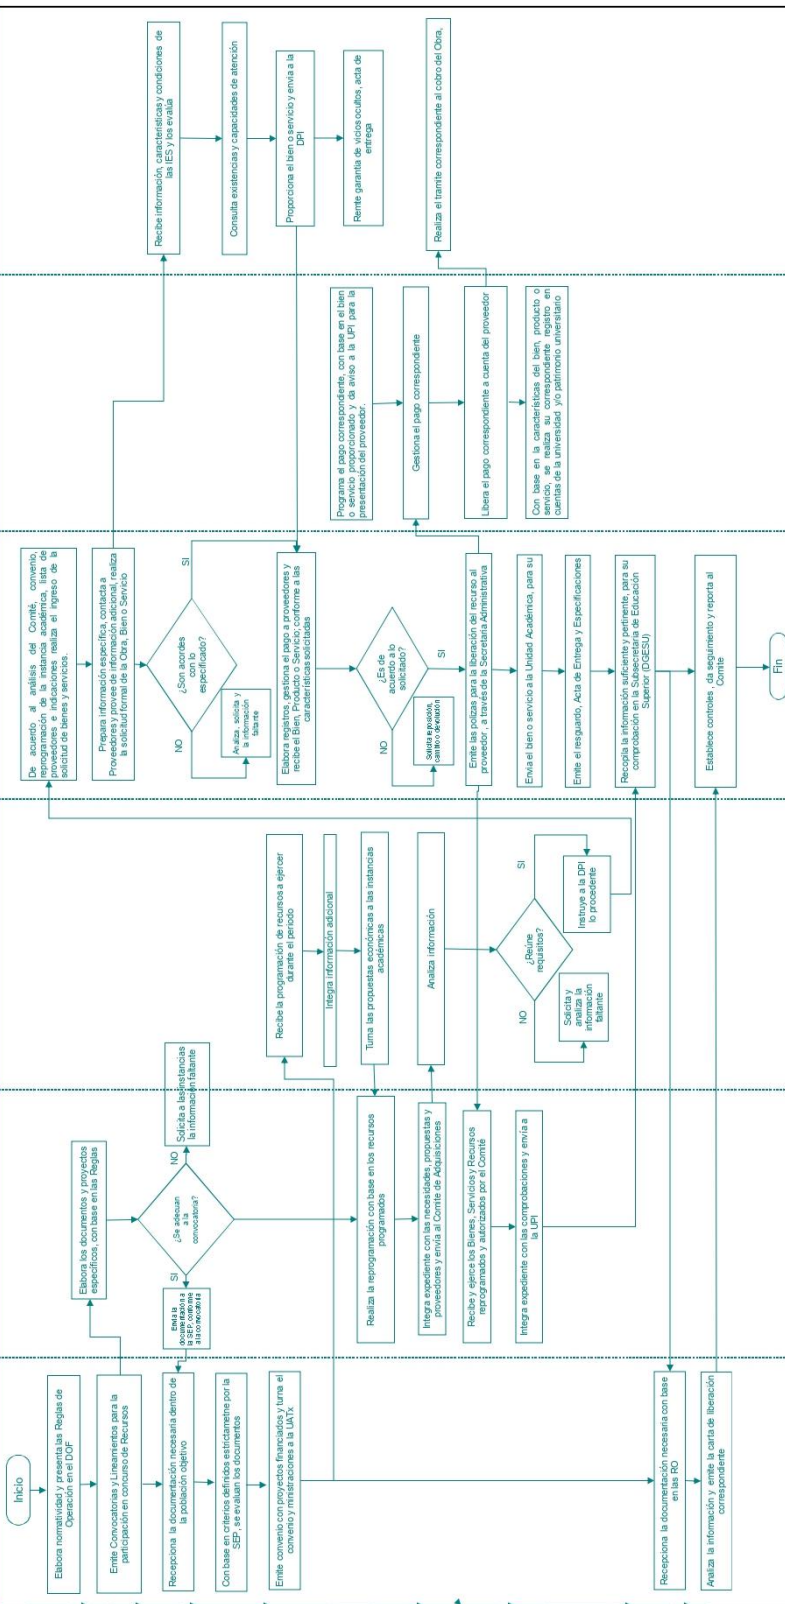 Inicio
Elabora normatividad y presenta las Reglas de
Operación en el DOF
Emite Convocatorias y Lineamientos para la
participación en concurso de Recursos
Recepciona la documentación necesaria dentro de
la población objetivo
Con base en criterios definidos estrictametne por la
SEP, se evaluan los documentos
Emite convenio con proyectos financiados y turna el
convenio y ministraciones a la UATx
Recepciona la documentación necesaria con base
en las RO
Analiza la información y emite la carta de liberación
correspondiente
Elabora los documentos y proyectos
específicos, con base en las Reglas
¿Se adecuan
a la
convocatoria?
SI
NO
Envía la
documentación a
la SEP, conforme
a la convocatoria
Solicita a las instancias
la información faltante
Realiza la reprogramación con base en los recursos
programados
Integra expediente con las necesidades, propuestas y
proveedores y envia al Comite de Adquisiciones
Recibe y ejerce los Bienes, Servicios y Recursos
reprogramados y autorizados por el Comité
Integra expediente con las comprobaciones y envía a
la UPI
Recibe la programación de recursos a ejercer
durante el periodo
Integra información adicional
Turna las propuestas económicas a las instancias
académicas
Analiza información
¿Reúne
requisitos?
NO
SI
Solicita y
analiza la
información
faltante
Instruye a la DPI
lo procedente
De acuerdo al análisis del Comité, convenio,
reprogramación de la instancia académica, lista de
proveedores e indicaciones realiza el ingreso de la
solicitud de bienes y servicios.
Prepara información específica, contacta a
Proveedores y provee de información adicional, realiza
la solicitud formal de la Obra, Bien o Servicio
¿Son acordes
con lo
especificado?
NO
SI
Analiza, solicita y
la información
faltante
Elabora registros, gestiona el pago a proveedores y
recibe el Bien, Producto o Servicio, conforme a las
características solicitadas
¿Es de
acuerdo a lo
solicitado?
NO
SI
Solicita reposición,
cambio o devolución
Emite las polizas para la liberación del recurso al
proveedor, a través de la Secretaria Administrativa
Envía el bien o servicio a la Unidad Académica, para su
Emite el resguardo, Acta de Entrega y Especificaciones
Recopila la información suficiente y pertinente, para su
comprobación en la Subsecretaría de Educación
Superior (DGESU)
Establece controles, da seguimiento y reporta al
Comite
Fin
Programa el pago correspondiente, con base en el bien
o servicio proporcionado y da aviso a la UPI para la
presentación del proveedor.
Gestiona el pago correspondiente
Libera el pago correspondiente a cuenta del proveedor
Con base en la características del bien, producto o
servicio, se realiza su correspondiente registro en
cuentas de la universidad y/o patrimonio universitario
Recibe información, características y condiciones de
las IES y los evalúa
Consulta existencias y capacidades de atención
Proporciona el bien o servicio y envia a la
DPI
Remite garantía de vicios ocultos, acta de
entrega
Realiza el tramite correspondiente al cobro del Obra,